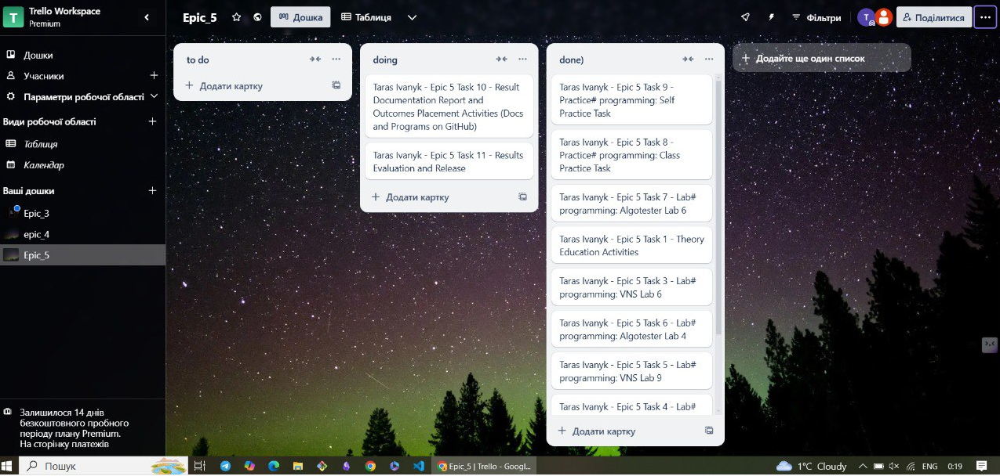 T
Trello Workspace
Premium
Дошки
Учасники
Параметри робочої області
Види робочої області
Таблиця
Календар
Ваші дошки
Epic_3
epic_4
Epic_5
Залишилося 14 днів
безкоштовного пробного
періоду плану Premium.
На сторінку платежів
Epic_5
Дошка
Таблиця
Фільтри
T
Поділитися
to do
Додати картку
doing
Taras Ivanyk - Epic 5 Task 10 - Result
Documentation Report and
Outcomes Placement Activities (Docs
and Programs on GitHub)
Taras Ivanyk - Epic 5 Task 11 - Results
Evaluation and Release
Додати картку
done)
Taras Ivanyk - Epic 5 Task 9 -
Practice# programming: Self
Practice Task
Taras Ivanyk - Epic 5 Task 8 -
Practice# programming: Class
Practice Task
Taras Ivanyk - Epic 5 Task 7 - Lab#
programming: Algotester Lab 6
Taras Ivanyk - Epic 5 Task 1 - Theory
Education Activities
Taras Ivanyk - Epic 5 Task 3 - Lab#
programming: VNS Lab 6
Taras Ivanyk - Epic 5 Task 6 - Lab#
programming: Algotester Lab 4
Taras Ivanyk - Epic 5 Task 5 - Lab#
programming: VNS Lab 9
Taras Ivanyk - Epic 5 Task 4 - Lab#
Додати картку
Додайте ще один список
Пошук
Epic_5 | Trello - Googl...
1°C Cloudy
ENG
0:19